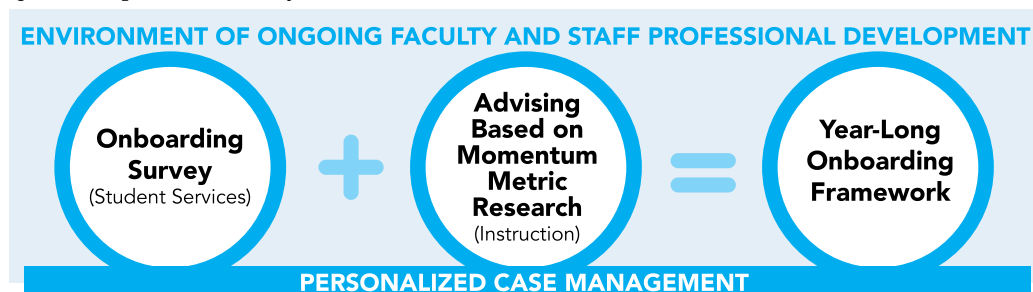 ENVIRONMENT OF ONGOING FACULTY AND STAFF PROFESSIONAL DEVELOPMENT
Onboarding
Survey
(Student Services)
+
Advising
Based on
Momentum
Metric
Research
(Instruction)
=
Year-Long
Onboarding
Framework
PERSONALIZED CASE MANAGEMENT